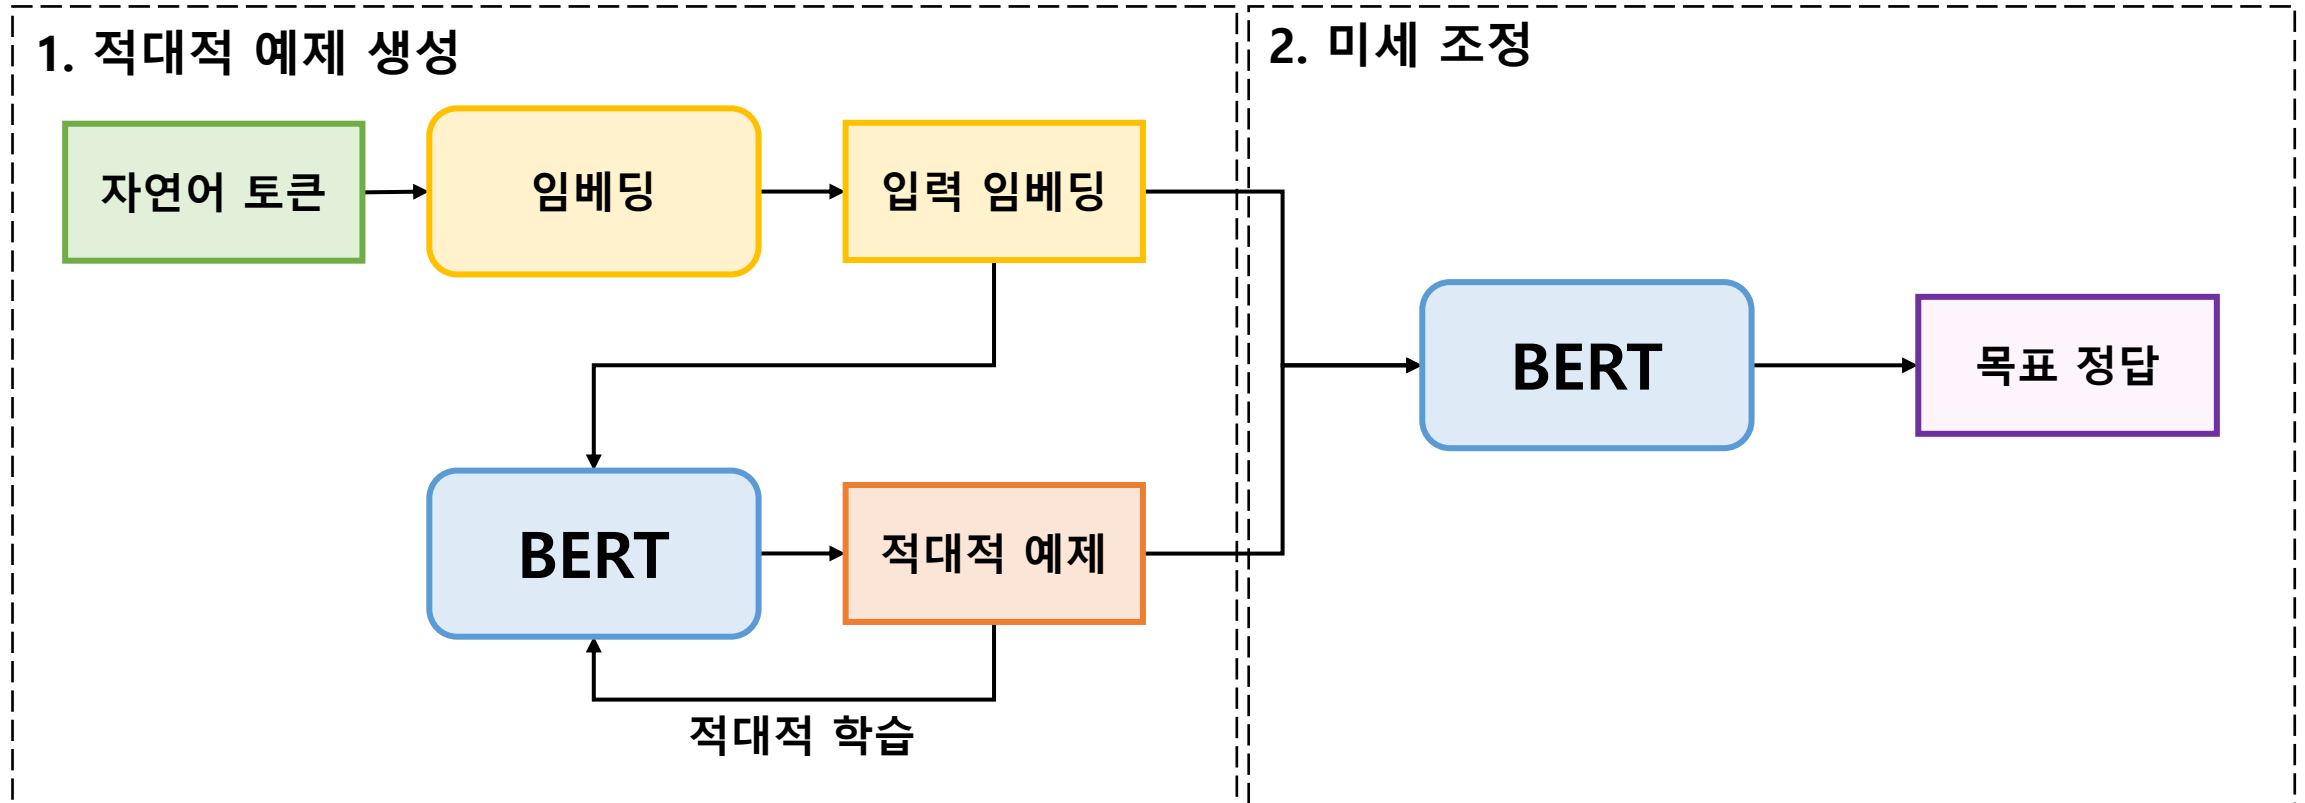 1. 적대적 예제 생성
2. 미세 조정
자연어 토큰
임베딩
입력 임베딩
BERT
목표 정답
BERT
적대적 예제
적대적 학습